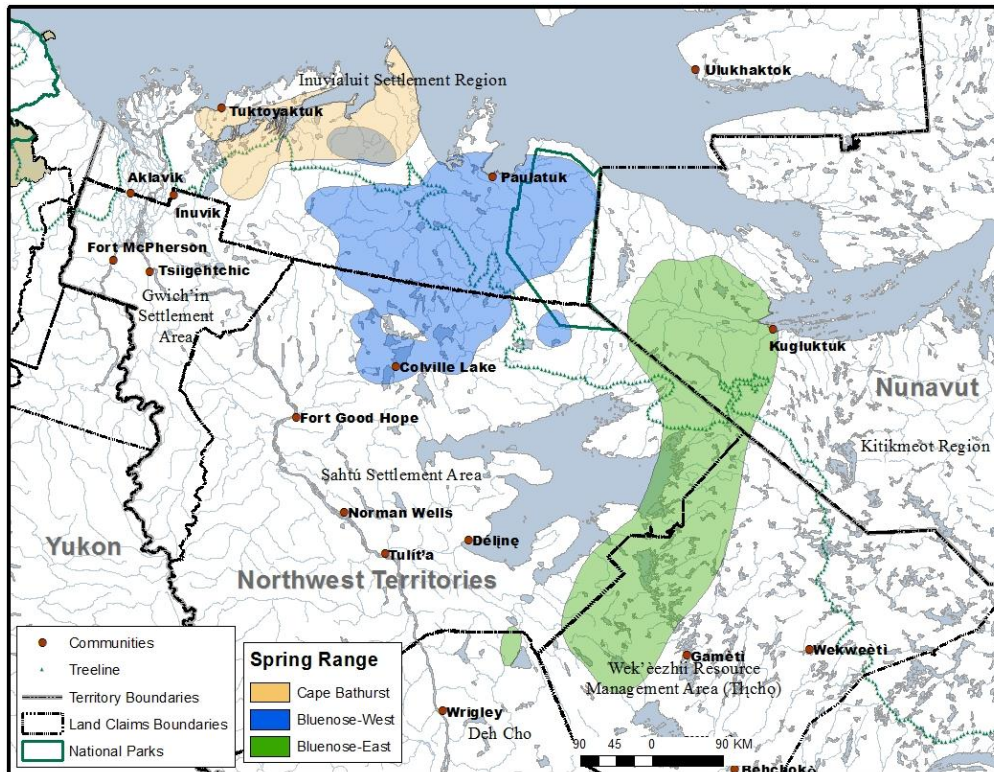 Inuvialuit Settlement Region
Ulukhaktok
Tuktoyaktuk
Aklavik
Paulatuk
Inuvik
Fort McPherson
Tsiigehtchic
Gwich'in
Settlement
Area
Kugluktuk
Colville Lake
Nunavut
Fort Good Hope
Kitikmeot Region
Sahtú Settlement Area
Norman Wells
Délįnę
Yukon
Tulít'a
Northwest Territories
Communities
Treeline
Territory Boundaries
Land Claims Boundaries
National Parks
Spring Range
Cape Bathurst
Bluenose-West
Bluenose-East
Gamètì
Wekweètì
Wek'èezhìi Resource
Management Area (Tłįchǫ)
Wrigley
Deh Cho
90 45 0 90 KM
Behchokò